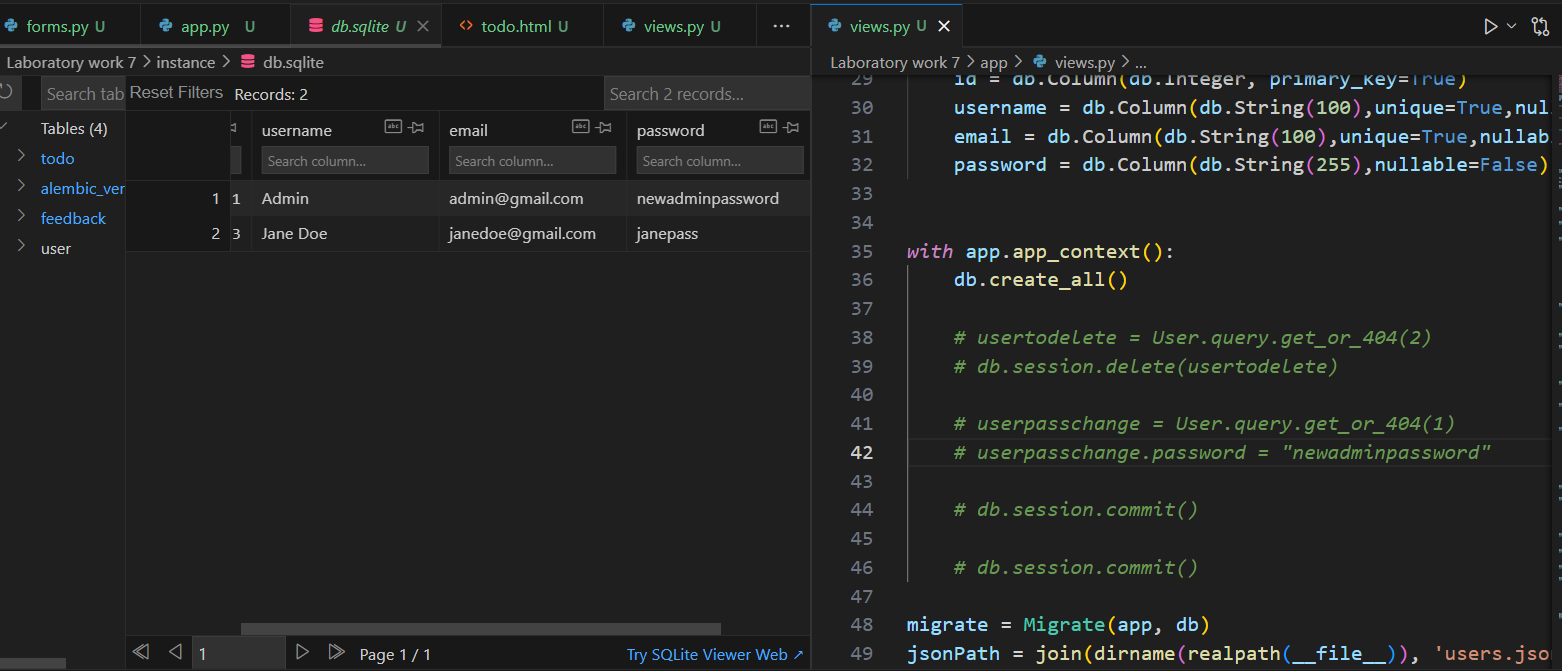 forms.py U
app.py U
db.sqlite U
todo.html U
views.py U
...
Laboratory work 7 > instance > db.sqlite
Search tab
Reset Filters
Records: 2
Search 2 records...
Tables (4)
todo
alembic_ver
feedback
user
username
email
password
Search column...
Search column...
Search column...
1 1 Admin admin@gmail.com newadminpassword
2 3 Jane Doe janedoe@gmail.com janepass
1
Page 1 / 1
Try SQLite Viewer Web ↗
views.py U
Laboratory work 7 > app > views.py > ...
29 id = db.Column(db.Integer, primary_key=True)
30 username = db.Column(db.String(100),unique=True,nul
31 email = db.Column(db.String(100),unique=True,nullab
32 password = db.Column(db.String(255),nullable=False)
33
34
35 with app.app_context():
36 db.create_all()
37
38 # usertodelete = User.query.get_or_404(2)
39 # db.session.delete(usertodelete)
40
41 # userpasschange = User.query.get_or_404(1)
42 # userpasschange.password = "newadminpassword"
43
44 # db.session.commit()
45
46 # db.session.commit()
47
48 migrate = Migrate(app, db)
49 jsonPath = join(dirname(realpath(__file__)), 'users.jso